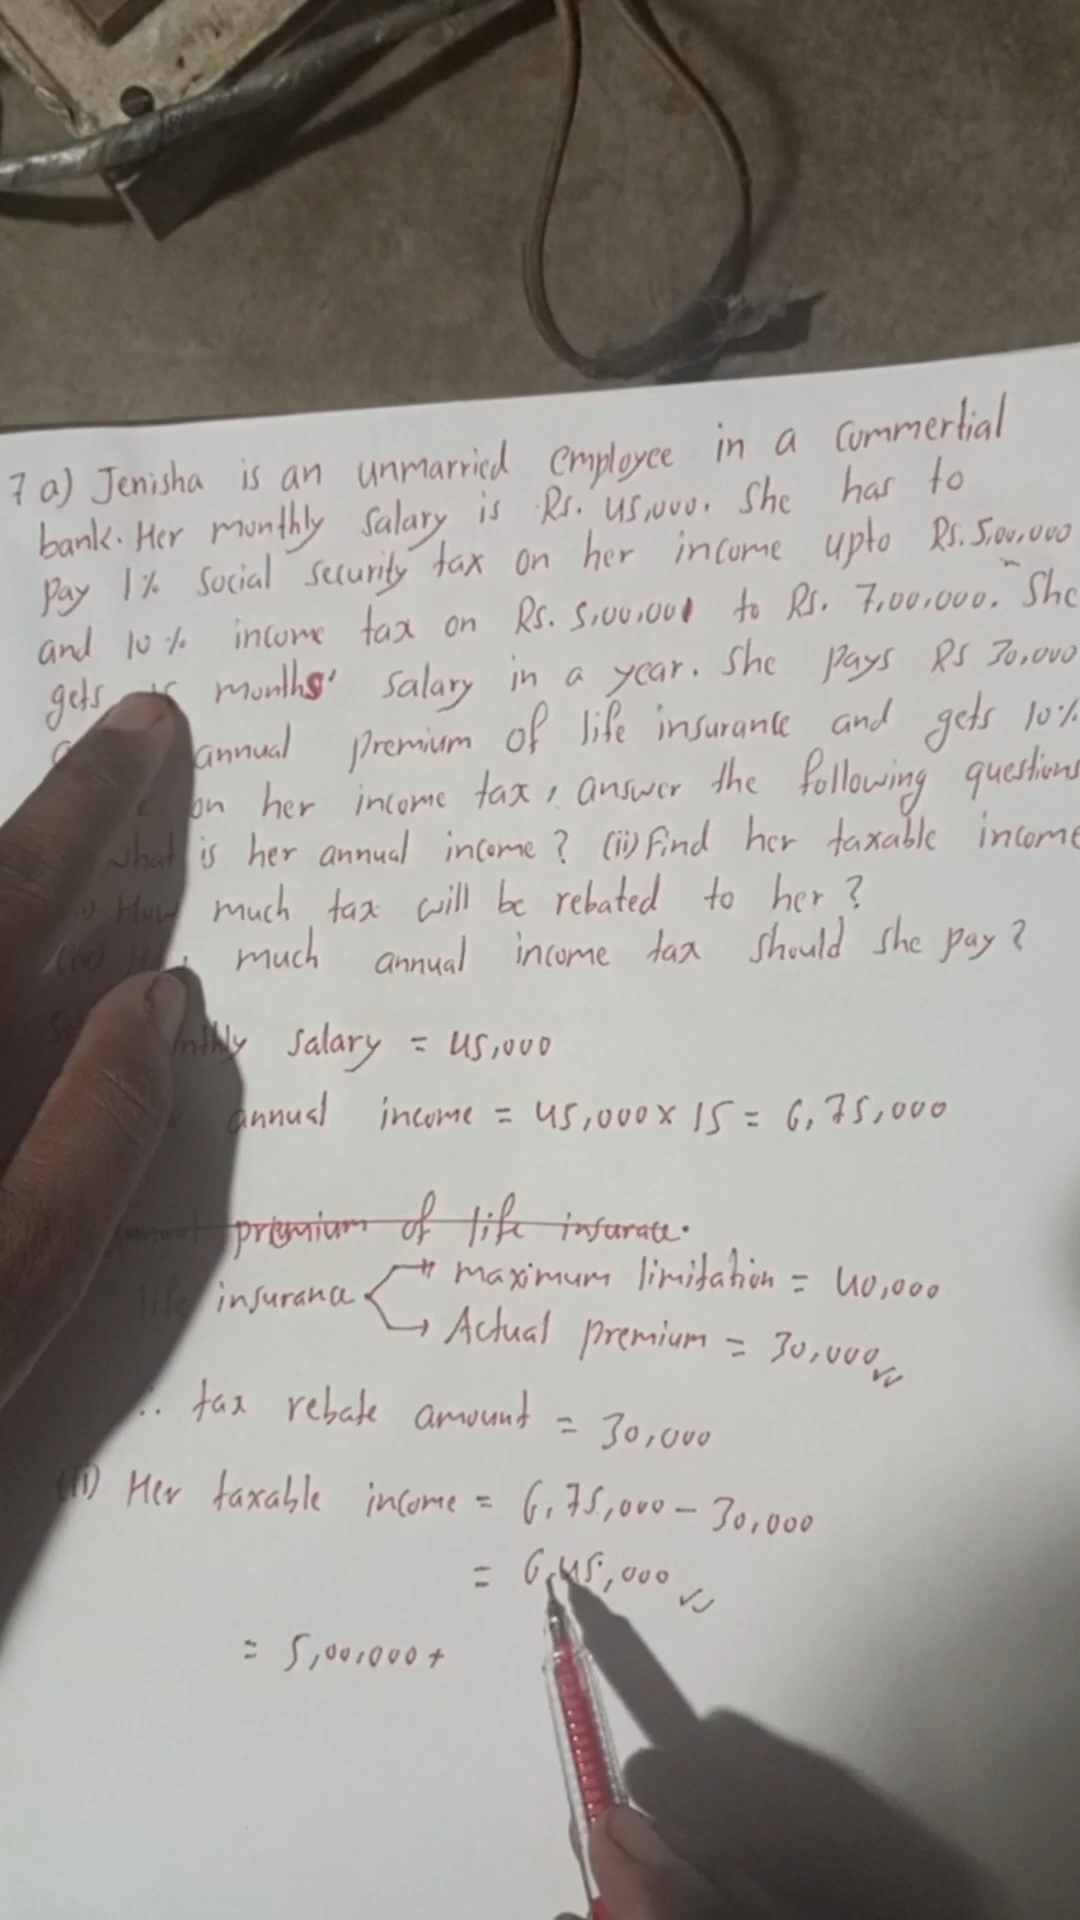 7 a) Jenisha is an unmarried employee in a commertial
bank. Her monthly salary is Rs. 45,000. She has to
pay 1% social security tax on her income upto Rs. 5,00,000
and 10% income tax on Rs. 5,00,001 to Rs. 7,00,000. She
gets months' salary in a year. She pays RS 30,000
annual premium of life insurance and gets 10%
on her income tax, answer the following questions
what is her annual income? (ii) Find her taxable income
How much tax will be rebated to her?
much annual income tax should she pay?
salary = 45,000
annual income = 45,000 x 15 = 6,75,000
premium of life insurace.
life insurance → maximum limitation = 40,000
→ Actual premium = 30,000
∴ tax rebate amount = 30,000
(ii) Her taxable income = 6,75,000 - 30,000
= 6,45,000
= 5,00,000 +